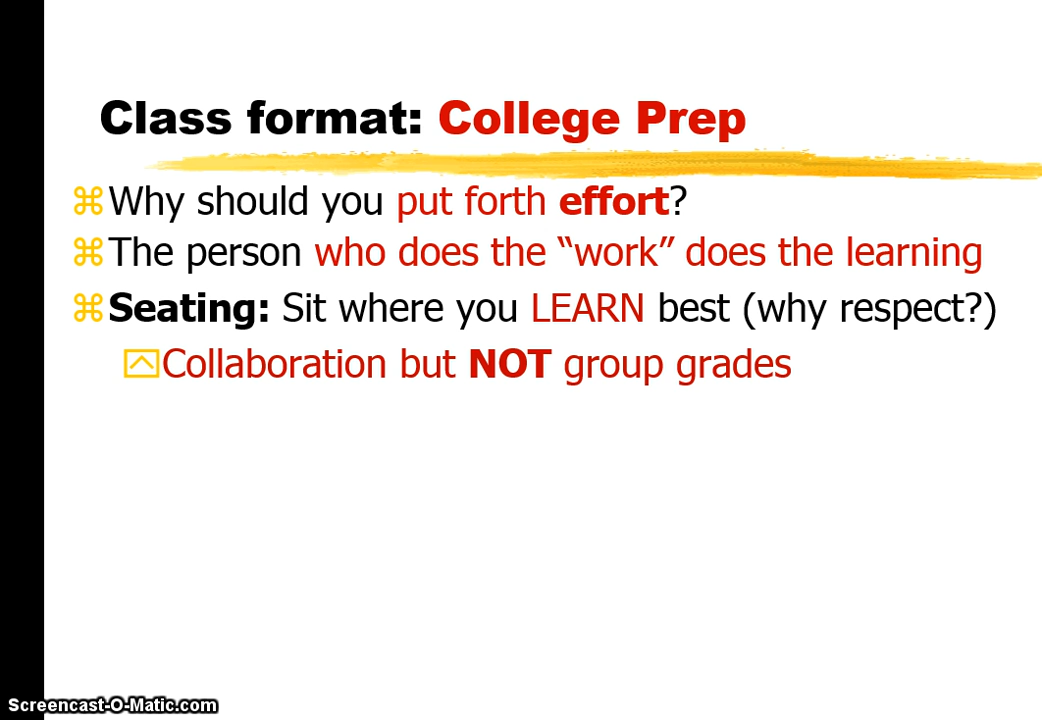 Class format: College Prep
Why should you put forth effort?
The person who does the “work” does the learning
Seating: Sit where you LEARN best (why respect?)
Collaboration but NOT group grades
Screencast-O-Matic.com